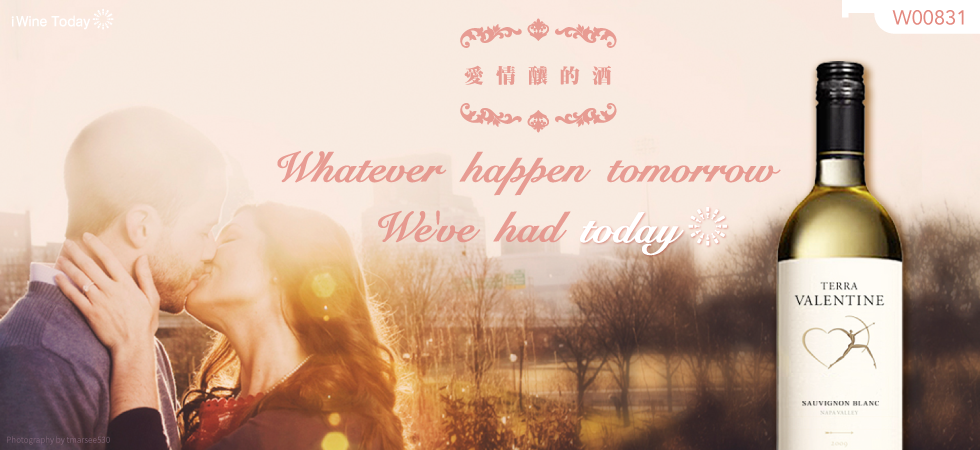 iWine Today
W00831
愛情釀的酒
Whatever happen tomorrow
We've had today
TERRA
VALENTINE
SAUVIGNON BLANC
NAPA VALLEY
Photography by tmarsee530